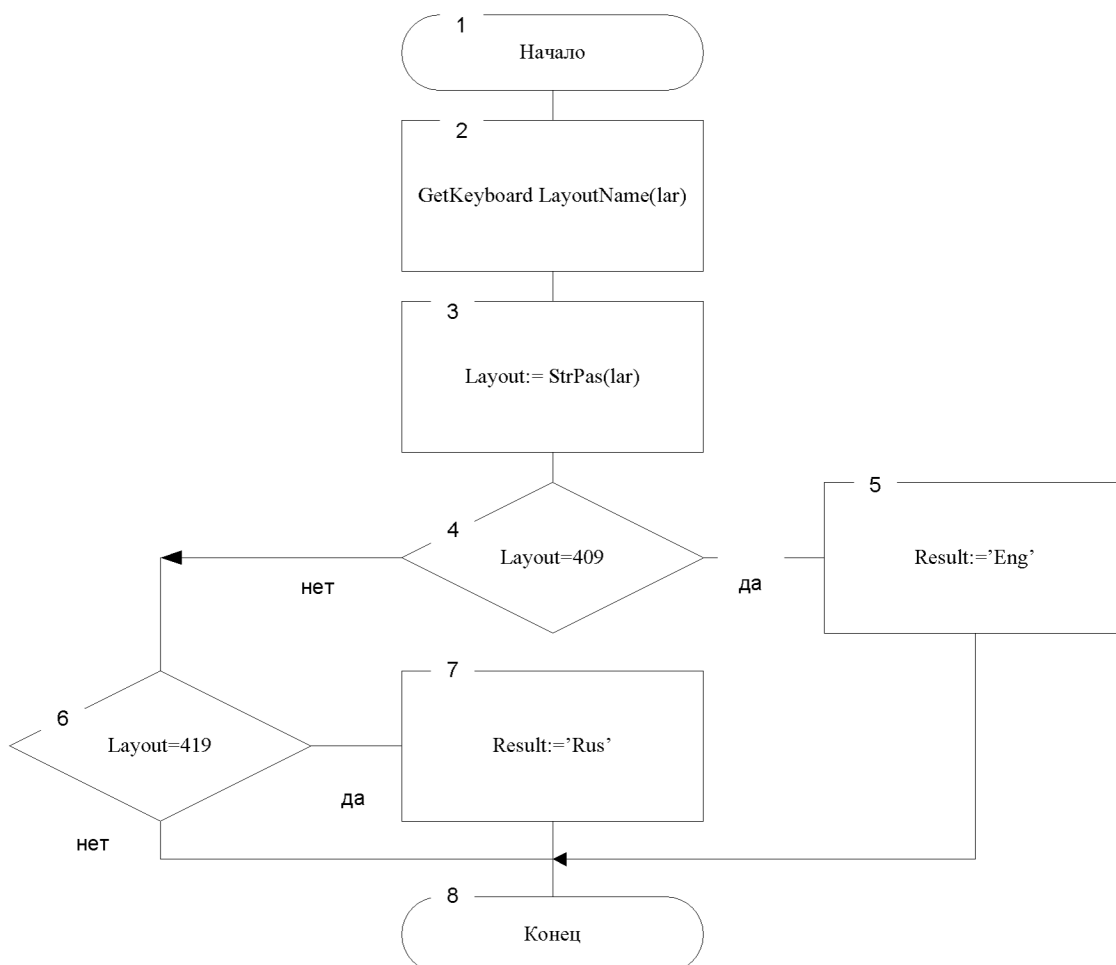 1
Начало
2
GetKeyboard LayoutName(lar)
3
Layout:= StrPas(lar)
4
Layout=409
нет
да
5
Result:=’Eng’
6
Layout=419
да
нет
7
Result:=’Rus’
8
Конец